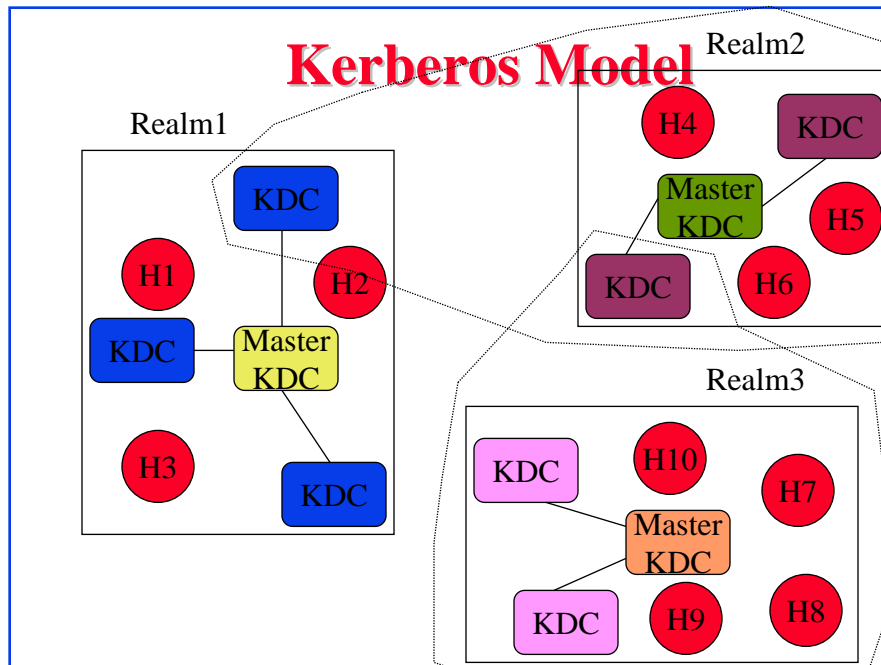 Kerberos Model
Realm1
KDC
H1
H2
KDC
Master
KDC
H3
KDC
Realm2
H4
KDC
Master
KDC
H5
KDC
H6
Realm3
H10
KDC
H7
Master
KDC
KDC
H9
H8